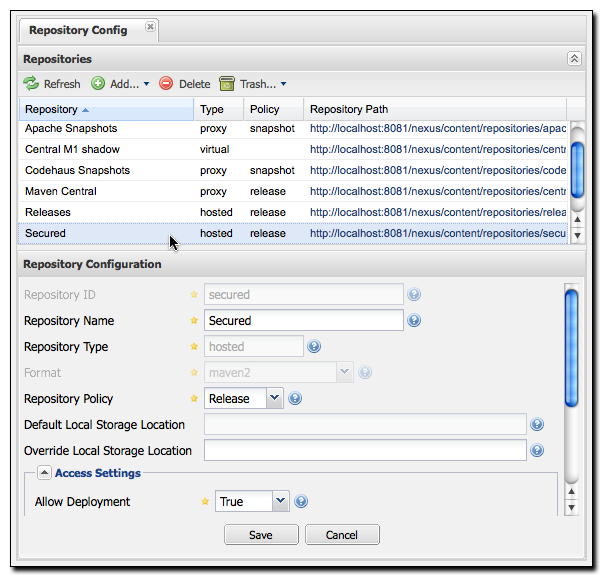 Repository Config
Repositories
Refresh Add... Delete Trash...
Repository Type Policy Repository Path
Apache Snapshots proxy snapshot http://localhost:8081/nexus/content/repositories/apac
Central M1 shadow virtual http://localhost:8081/nexus/content/repositories/centr
Codehaus Snapshots proxy snapshot http://localhost:8081/nexus/content/repositories/code
Maven Central proxy release http://localhost:8081/nexus/content/repositories/centr
Releases hosted release http://localhost:8081/nexus/content/repositories/relea
Secured hosted release http://localhost:8081/nexus/content/repositories/secu
Repository Configuration
Repository ID secured
Repository Name Secured
Repository Type hosted
Format maven2
Repository Policy Release
Default Local Storage Location
Override Local Storage Location
Access Settings
Allow Deployment True
Save Cancel